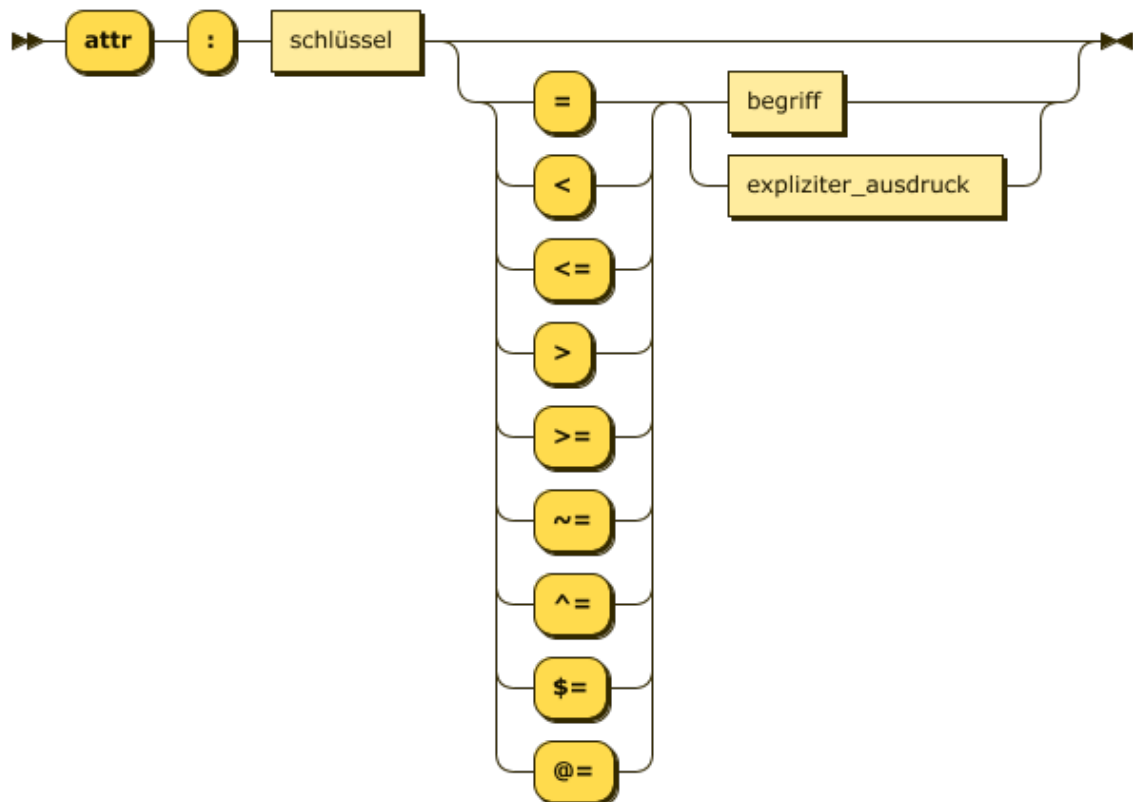 attr : schlüssel
= begriff
< expliziter_ausdruck
<=
>
>=
~=
^=
$=
@=